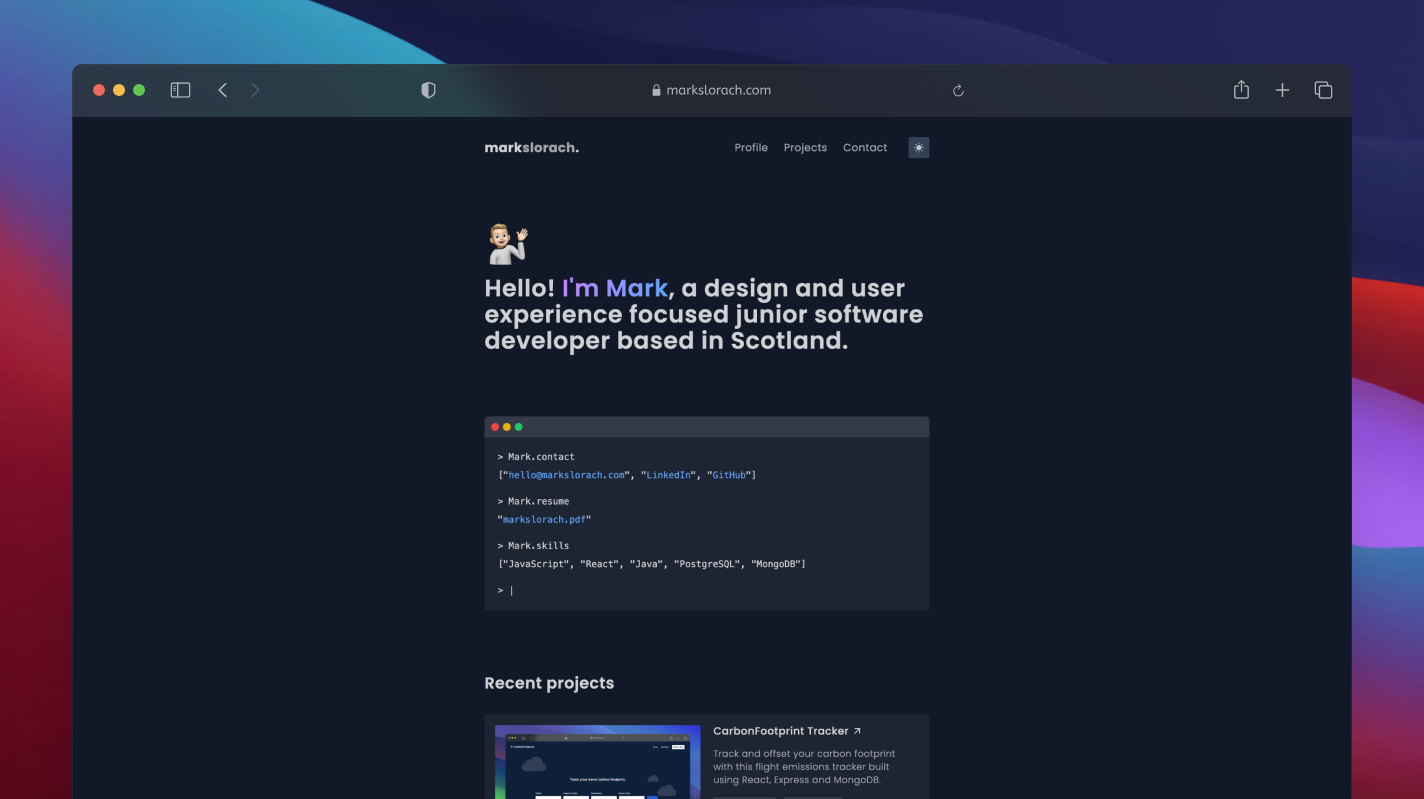 markslorach.com
markslorach.
Profile Projects Contact
Hello! I'm Mark, a design and user
experience focused junior software
developer based in Scotland.
> Mark.contact
["hello@markslorach.com", "LinkedIn", "GitHub"]
> Mark.resume
"markslorach.pdf"
> Mark.skills
["JavaScript", "React", "Java", "PostgreSQL", "MongoDB"]
> |
Recent projects
CarbonFootprint Tracker ↗
Track and offset your carbon footprint
with this flight emissions tracker built
using React, Express and MongoDB.
Track your travel carbon footprint.